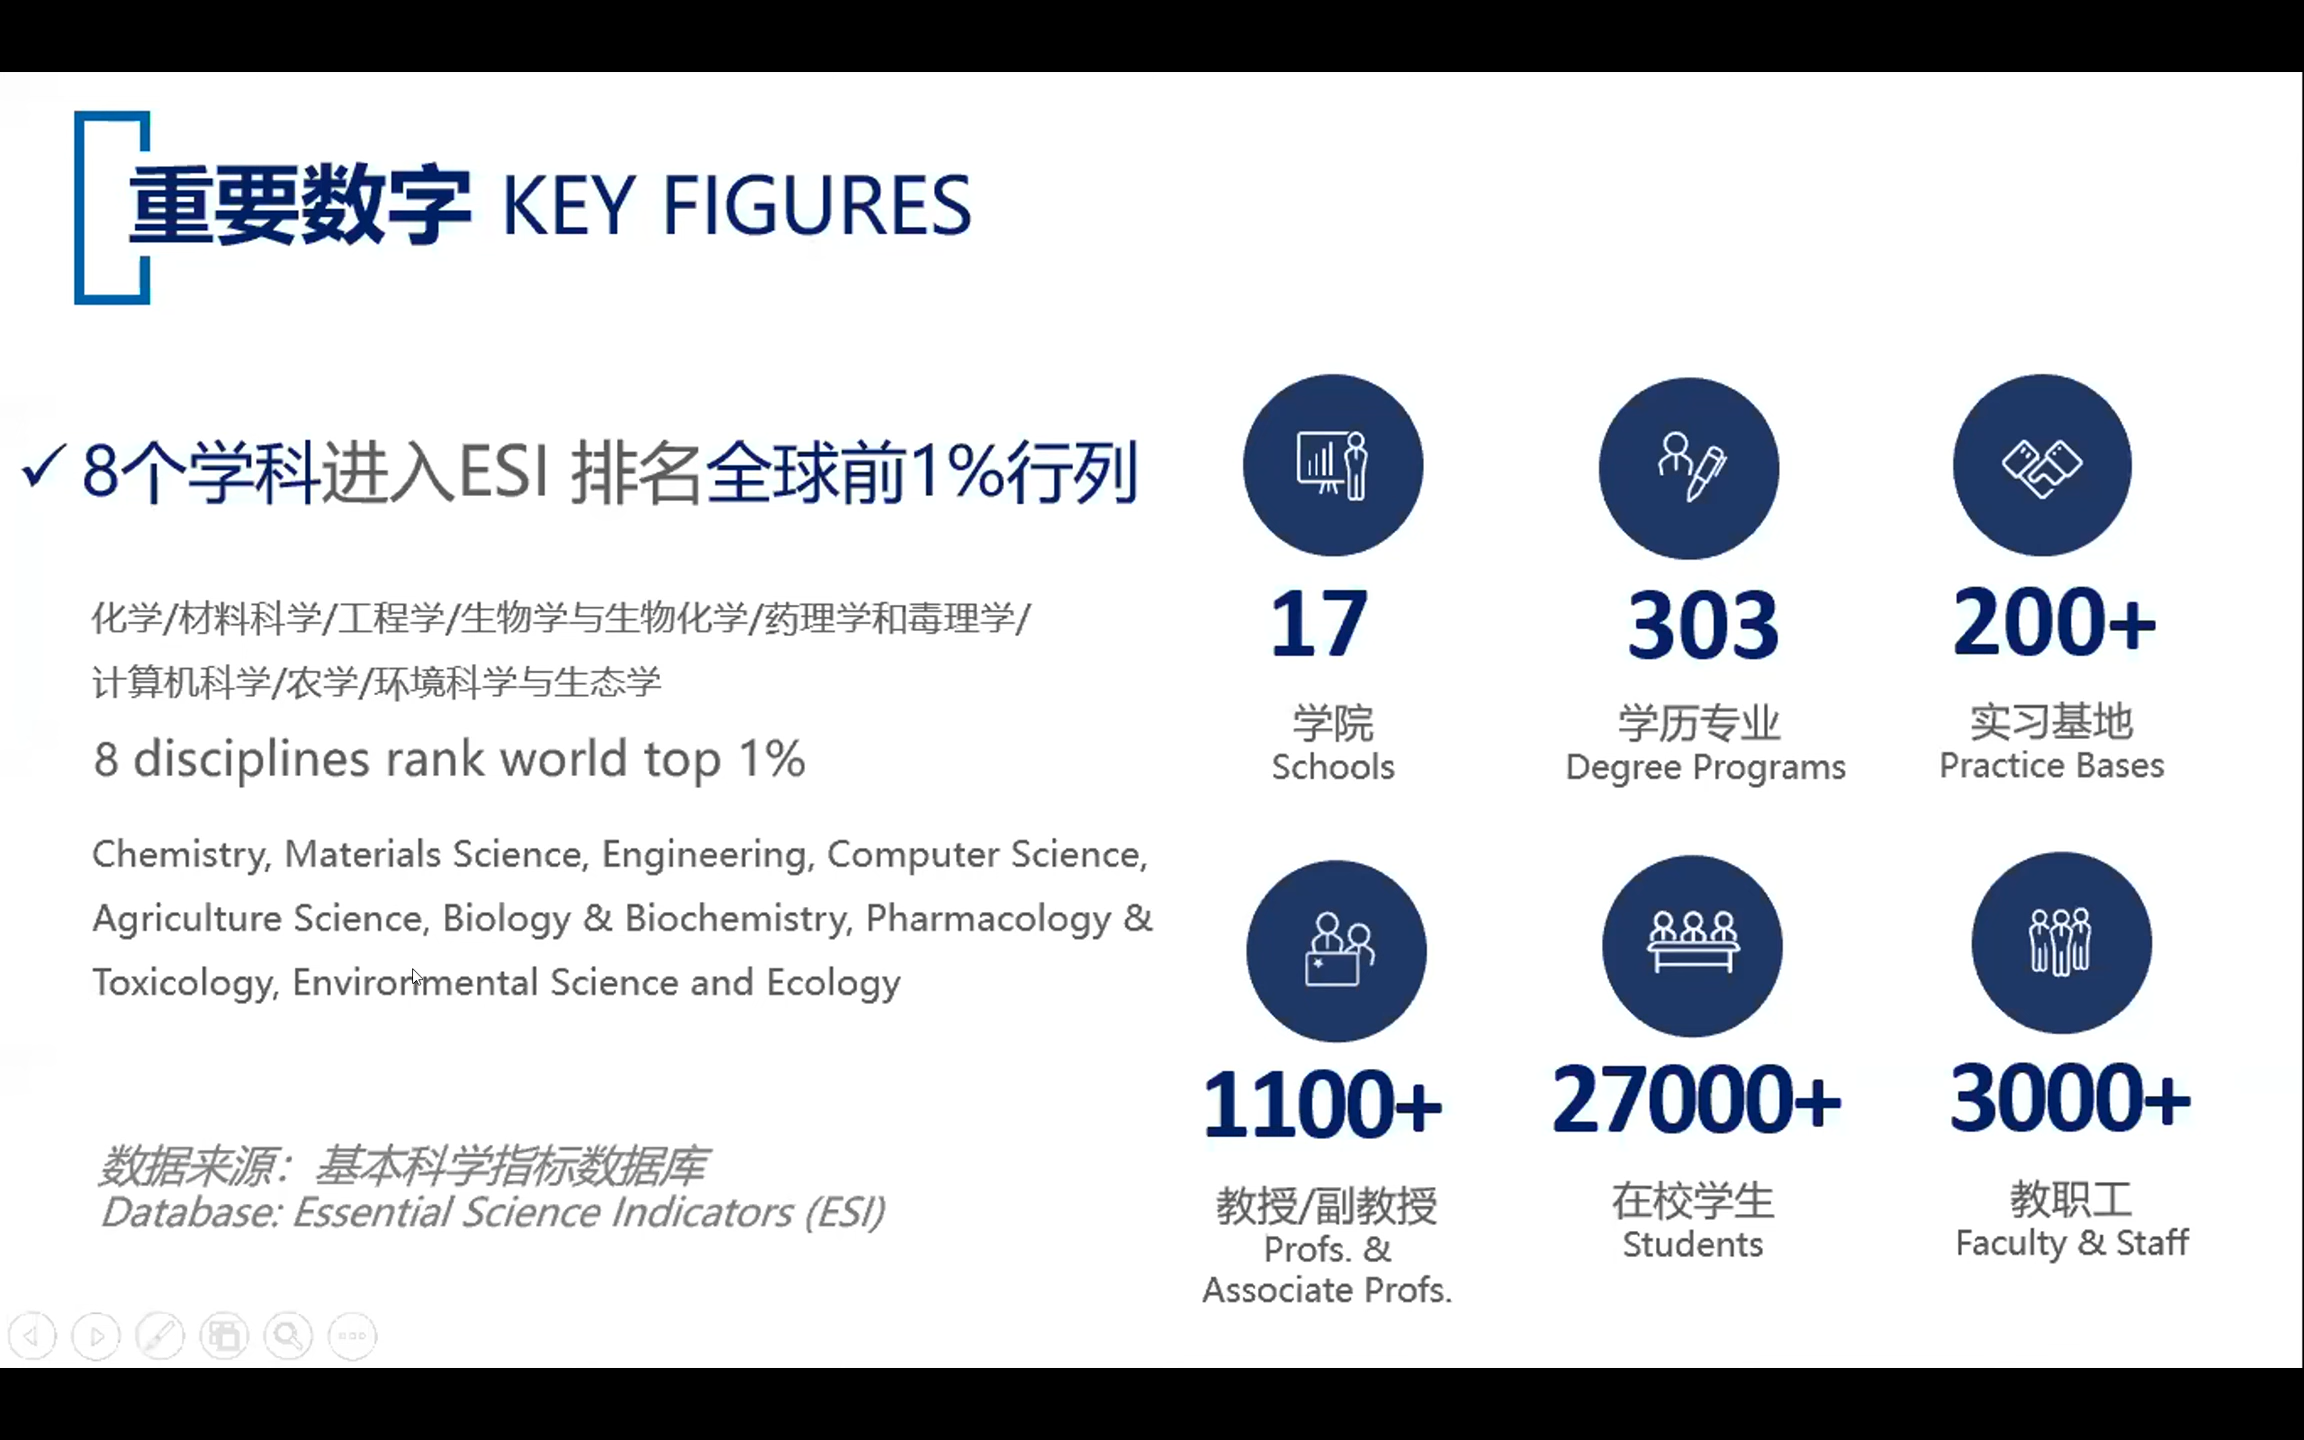 重要数字 KEY FIGURES
✓ 8个学科进入ESI 排名全球前1%行列
化学/材料科学/工程学/生物学与生物化学/药理学和毒理学/
计算机科学/农学/环境科学与生态学
8 disciplines rank world top 1%
Chemistry, Materials Science, Engineering, Computer Science,
Agriculture Science, Biology & Biochemistry, Pharmacology &
Toxicology, Environmental Science and Ecology
数据来源：基本科学指标数据库
Database: Essential Science Indicators (ESI)
17
学院
Schools
303
学历专业
Degree Programs
200+
实习基地
Practice Bases
1100+
教授/副教授
Profs. &
Associate Profs.
27000+
在校学生
Students
3000+
教职工
Faculty & Staff